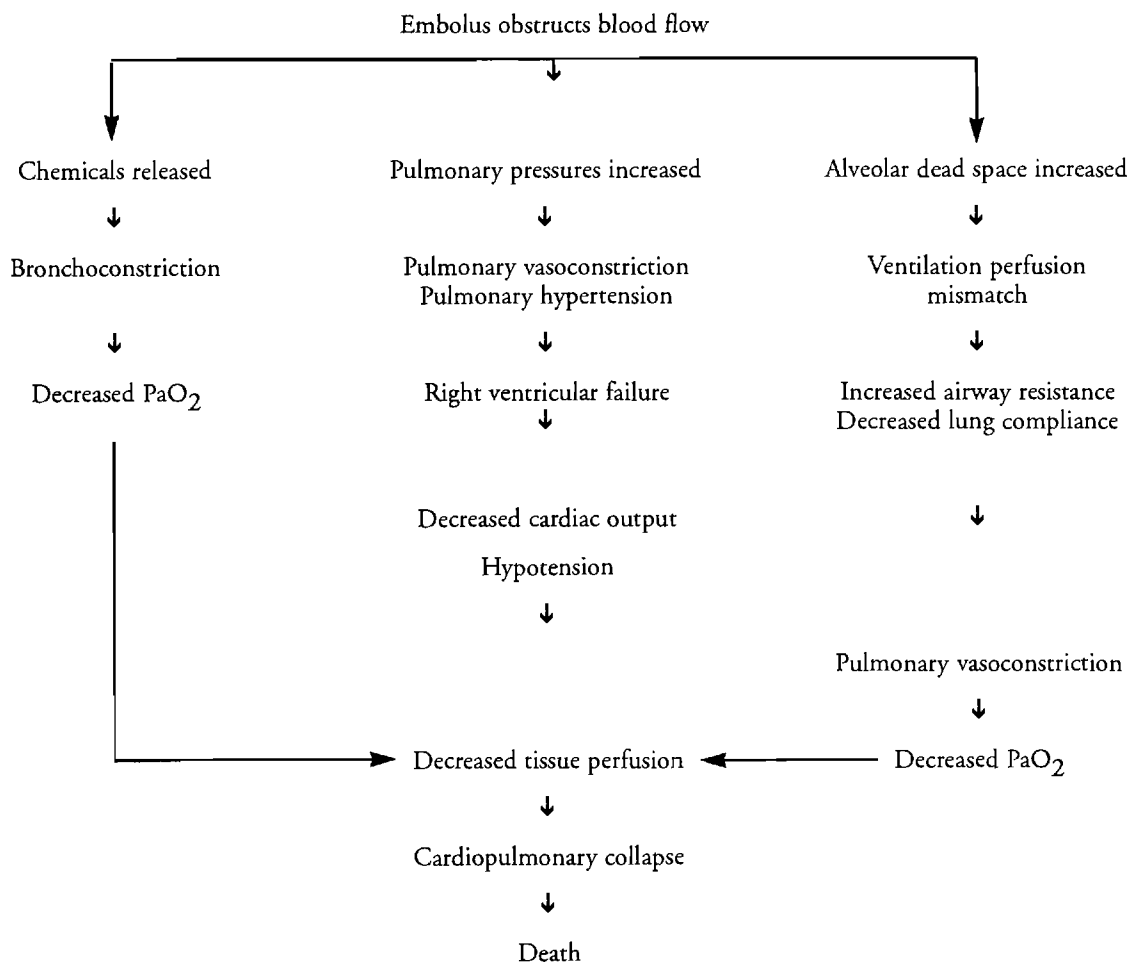 Embolus obstructs blood flow
Chemicals released
Pulmonary pressures increased
Alveolar dead space increased
Bronchoconstriction
Pulmonary vasoconstriction
Pulmonary hypertension
Ventilation perfusion
mismatch
Decreased PaO2
Right ventricular failure
Increased airway resistance
Decreased lung compliance
Decreased cardiac output
Hypotension
Pulmonary vasoconstriction
Decreased tissue perfusion
Decreased PaO2
Cardiopulmonary collapse
Death